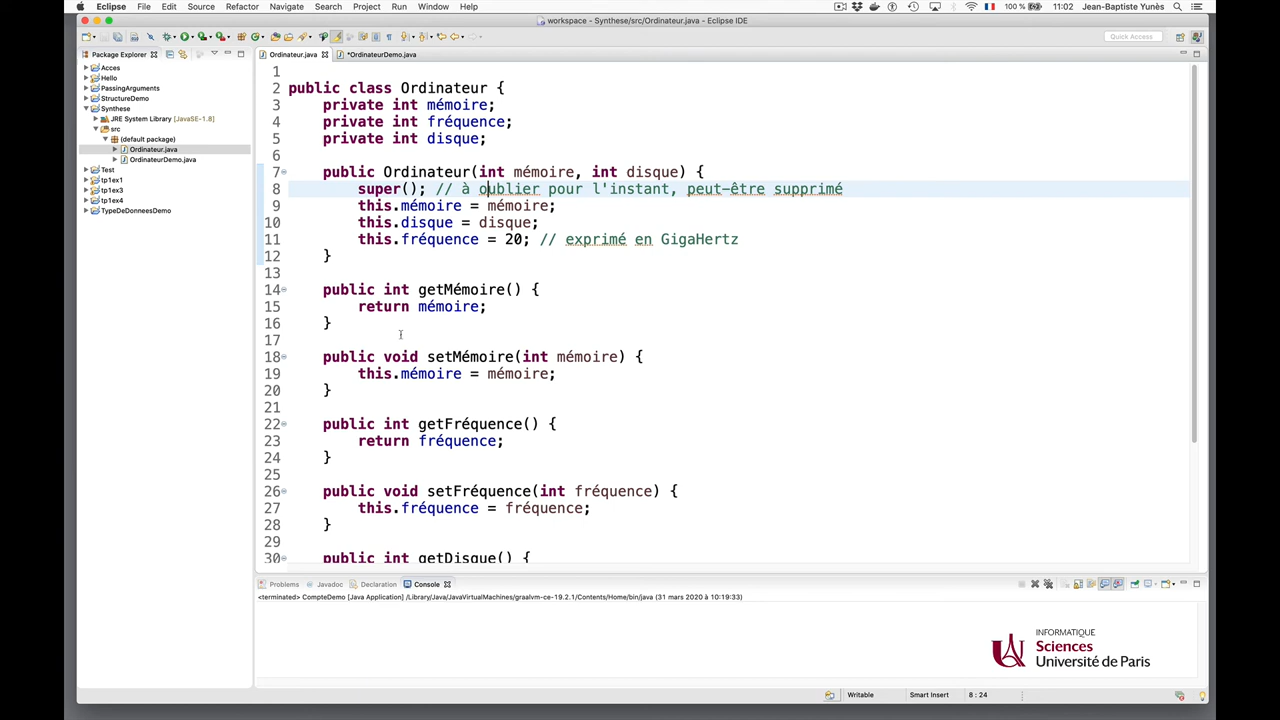 Eclipse File Edit Source Refactor Navigate Search Project Run Window Help 100 % 11:02 Jean-Baptiste Yunès
workspace - Synthese/src/Ordinateur.java - Eclipse IDE
Quick Access
Package Explorer
Acces
Hello
PassingArguments
StructureDemo
Synthese
JRE System Library [JavaSE-1.8]
src
(default package)
Ordinateur.java
OrdinateurDemo.java
Test
tp1ex1
tp1ex3
tp1ex4
TypeDeDonneesDemo
Ordinateur.java *OrdinateurDemo.java
1
2 public class Ordinateur {
3 private int mémoire;
4 private int fréquence;
5 private int disque;
6
7 public Ordinateur(int mémoire, int disque) {
8 super(); // à oublier pour l'instant, peut-être supprimé
9 this.mémoire = mémoire;
10 this.disque = disque;
11 this.fréquence = 20; // exprimé en GigaHertz
12 }
13
14 public int getMémoire() {
15 return mémoire;
16 }
17
18 public void setMémoire(int mémoire) {
19 this.mémoire = mémoire;
20 }
21
22 public int getFréquence() {
23 return fréquence;
24 }
25
26 public void setFréquence(int fréquence) {
27 this.fréquence = fréquence;
28 }
29
30 public int getDisque() {
Problems Javadoc Declaration Console
<terminated> CompteDemo [Java Application] /Library/Java/JavaVirtualMachines/graalvm-ce-19.2.1/Contents/Home/bin/java (31 mars 2020 à 10:19:33)
INFORMATIQUE
Sciences
Université de Paris
Writable Smart Insert 8 : 24